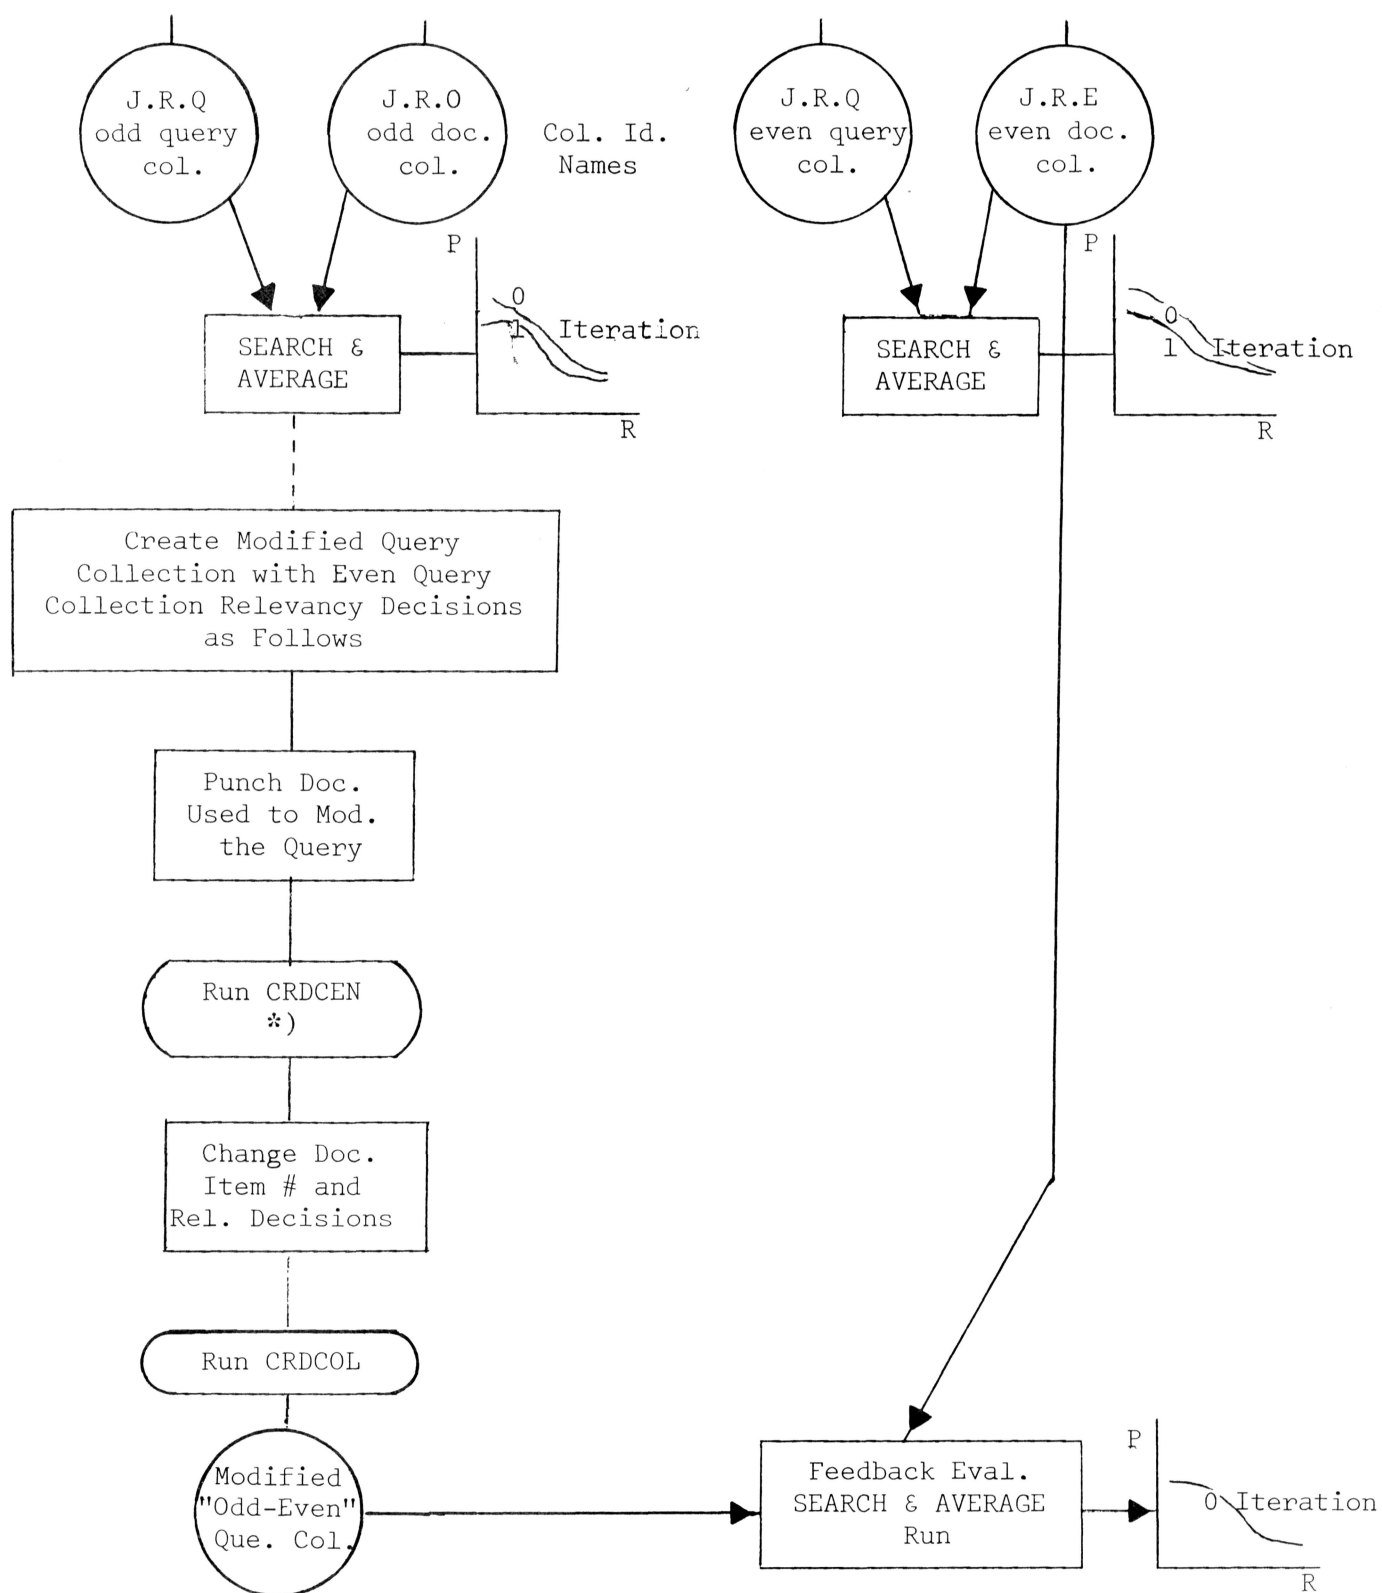 J.R.Q
odd query
col.
J.R.O
odd doc.
col.
Col. Id.
Names
J.R.Q
even query
col.
J.R.E
even doc.
col.
P
0
1 Iteration
R
SEARCH &
AVERAGE
P
0
1 Iteration
R
SEARCH &
AVERAGE
Create Modified Query
Collection with Even Query
Collection Relevancy Decisions
as Follows
Punch Doc.
Used to Mod.
the Query
Run CRDCEN
*)
Change Doc.
Item # and
Rel. Decisions
Run CRDCOL
Modified
"Odd-Even"
Que. Col.
Feedback Eval.
SEARCH & AVERAGE
Run
P
0 Iteration
R